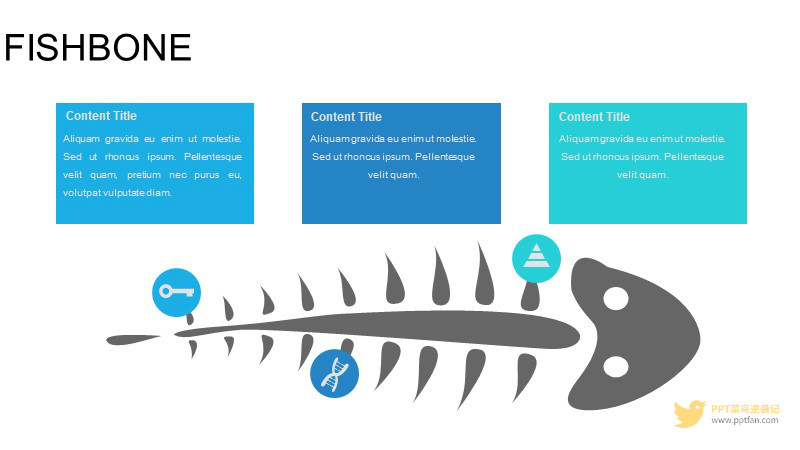 FISHBONE
Content Title
Aliquam gravida eu enim ut molestie.
Sed ut rhoncus ipsum. Pellentesque
velit quam, pretium nec purus eu,
volutpat vulputate diam.
Content Title
Aliquam gravida eu enim ut molestie.
Sed ut rhoncus ipsum. Pellentesque
velit quam.
Content Title
Aliquam gravida eu enim ut molestie.
Sed ut rhoncus ipsum. Pellentesque
velit quam.
PPT菜鸟逆袭记
www.pptfan.com